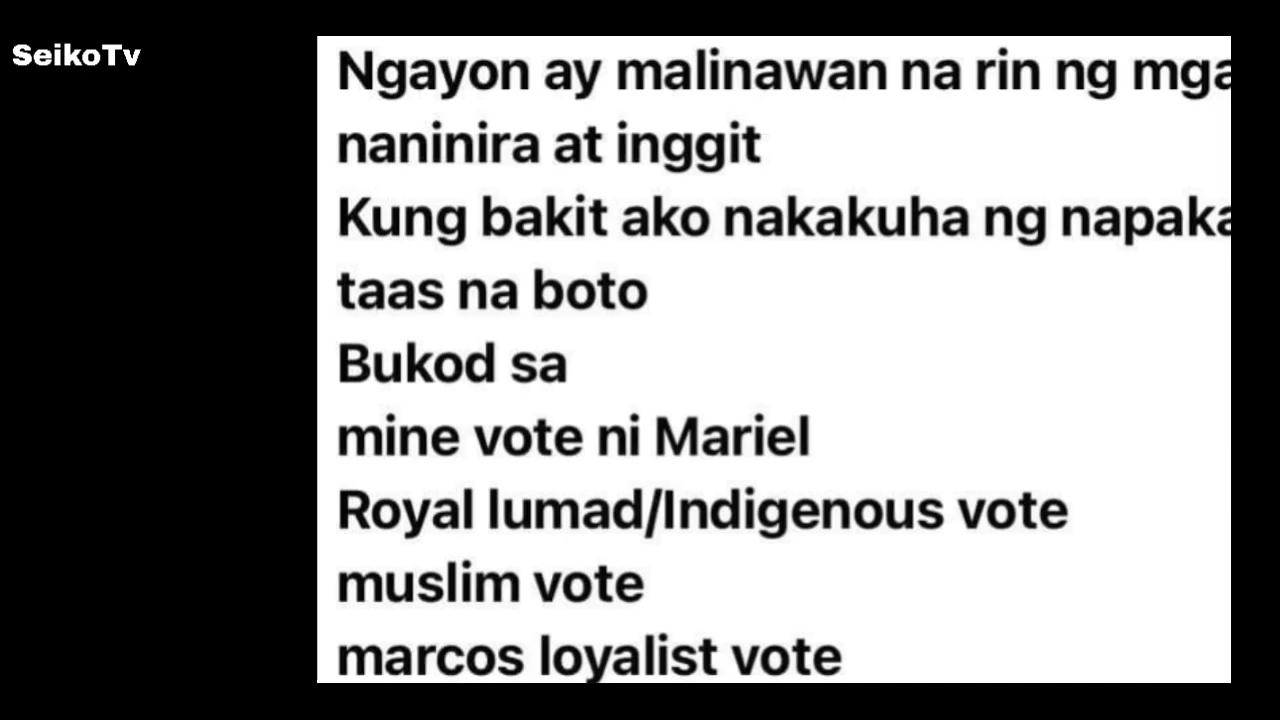 SeikoTv
Ngayon ay malinawan na rin ng mga
naninira at inggit
Kung bakit ako nakakuha ng napaka
taas na boto
Bukod sa
mine vote ni Mariel
Royal lumad/Indigenous vote
muslim vote
marcos loyalist vote